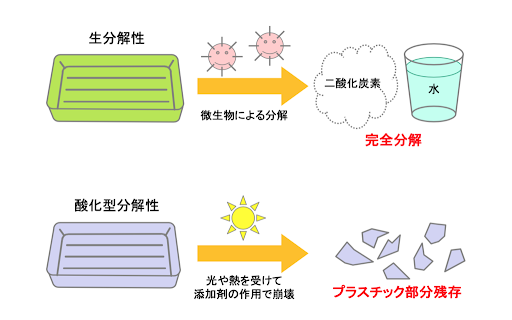 生分解性
微生物による分解
二酸化炭素
水
完全分解
酸化型分解性
光や熱を受けて
添加剤の作用で崩壊
プラスチック部分残存